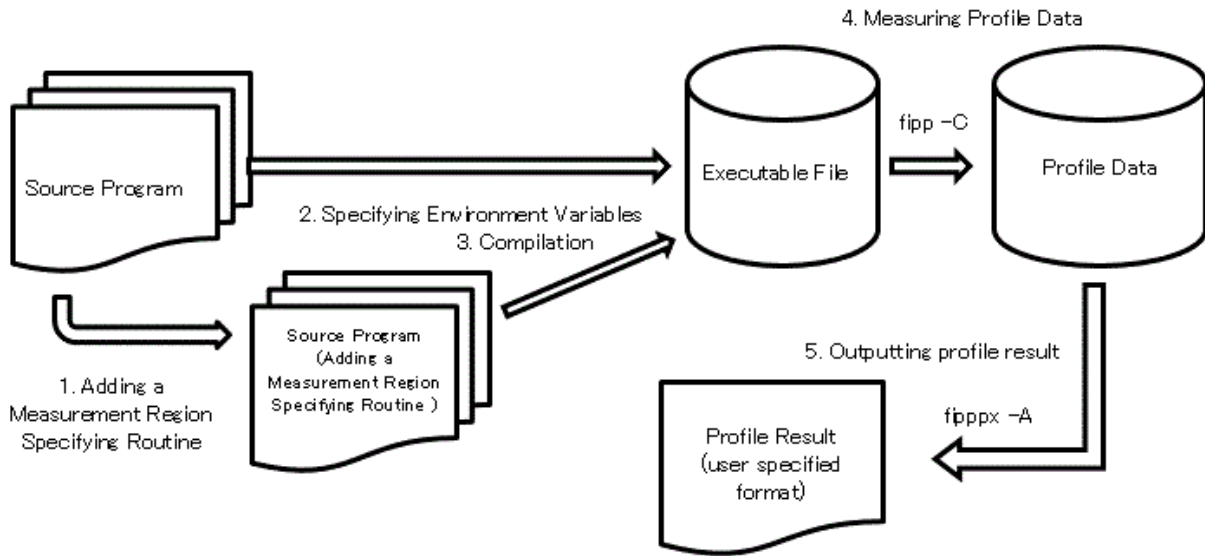 4. Measuring Profile Data
Source Program
Executable File
fipp -C
Profile Data
2. Specifying Environment Variables
3. Compilation
1. Adding a
Measurement Region
Specifying Routine
Source Program
(Adding a
Measurement Region
Specifying Routine )
5. Outputting profile result
fipppx -A
Profile Result
(user specified
format)